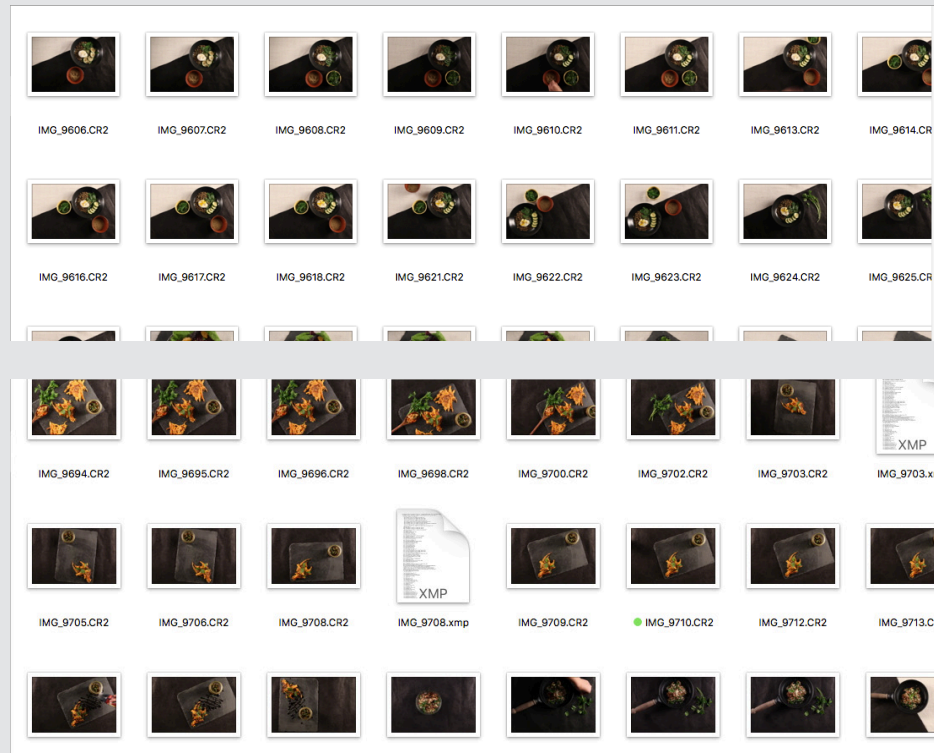 IMG_9606.CR2 IMG_9607.CR2 IMG_9608.CR2 IMG_9609.CR2 IMG_9610.CR2 IMG_9611.CR2 IMG_9613.CR2 IMG_9614.CR
IMG_9616.CR2 IMG_9617.CR2 IMG_9618.CR2 IMG_9621.CR2 IMG_9622.CR2 IMG_9623.CR2 IMG_9624.CR2 IMG_9625.CR
XMP
IMG_9694.CR2 IMG_9695.CR2 IMG_9696.CR2 IMG_9698.CR2 IMG_9700.CR2 IMG_9702.CR2 IMG_9703.CR2 IMG_9703.x
XMP
IMG_9705.CR2 IMG_9706.CR2 IMG_9708.CR2 IMG_9708.xmp IMG_9709.CR2 IMG_9710.CR2 IMG_9712.CR2 IMG_9713.C